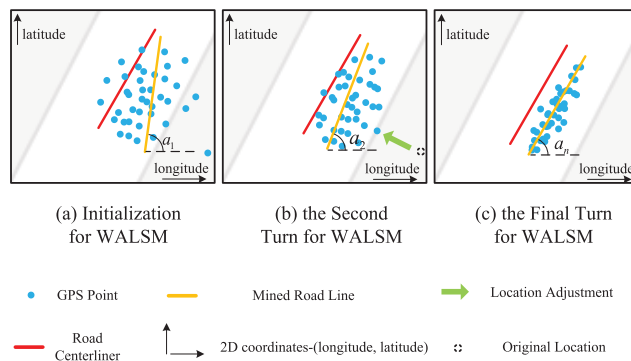 latitude
a1
longitude
latitude
a2
longitude
latitude
an
longitude
(a) Initialization
for WALSM
(b) the Second
Turn for WALSM
(c) the Final Turn
for WALSM
GPS Point
Mined Road Line
Location Adjustment
Road
Centerliner
2D coordinates-(longitude, latitude)
Original Location